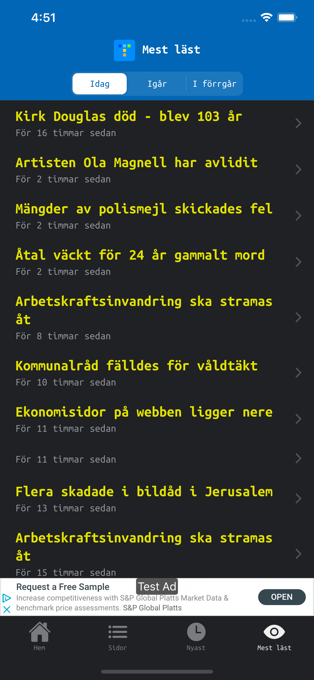 4:51
Mest läst
Idag
Igår
I förrgår
Kirk Douglas död - blev 103 år
För 16 timmar sedan
Artisten Ola Magnell har avlidit
För 2 timmar sedan
Mängder av polismejl skickades fel
För 2 timmar sedan
Åtal väckt för 24 år gammalt mord
För 2 timmar sedan
Arbetskraftsinvandring ska stramas
åt
För 8 timmar sedan
Kommunalråd fälldes för våldtäkt
För 10 timmar sedan
Ekonomisidor på webben ligger nere
För 11 timmar sedan
För 11 timmar sedan
Flera skadade i bildåd i Jerusalem
För 13 timmar sedan
Arbetskraftsinvandring ska stramas
åt
För 15 timmar sedan
Test Ad
Request a Free Sample
Increase competitiveness with S&P Global Platts Market Data &
benchmark price assessments. S&P Global Platts
OPEN
Hem
Sidor
Nyast
Mest läst